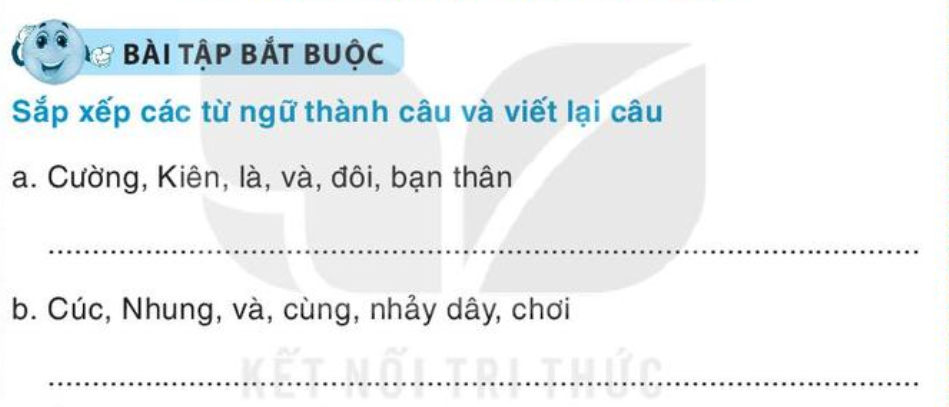 BÀI TẬP BẮT BUỘC
Sắp xếp các từ ngữ thành câu và viết lại câu
a. Cường, Kiên, là, và, đôi, bạn thân
b. Cúc, Nhung, và, cùng, nhảy dây, chơi
KẾT NỐI TRI THỨC